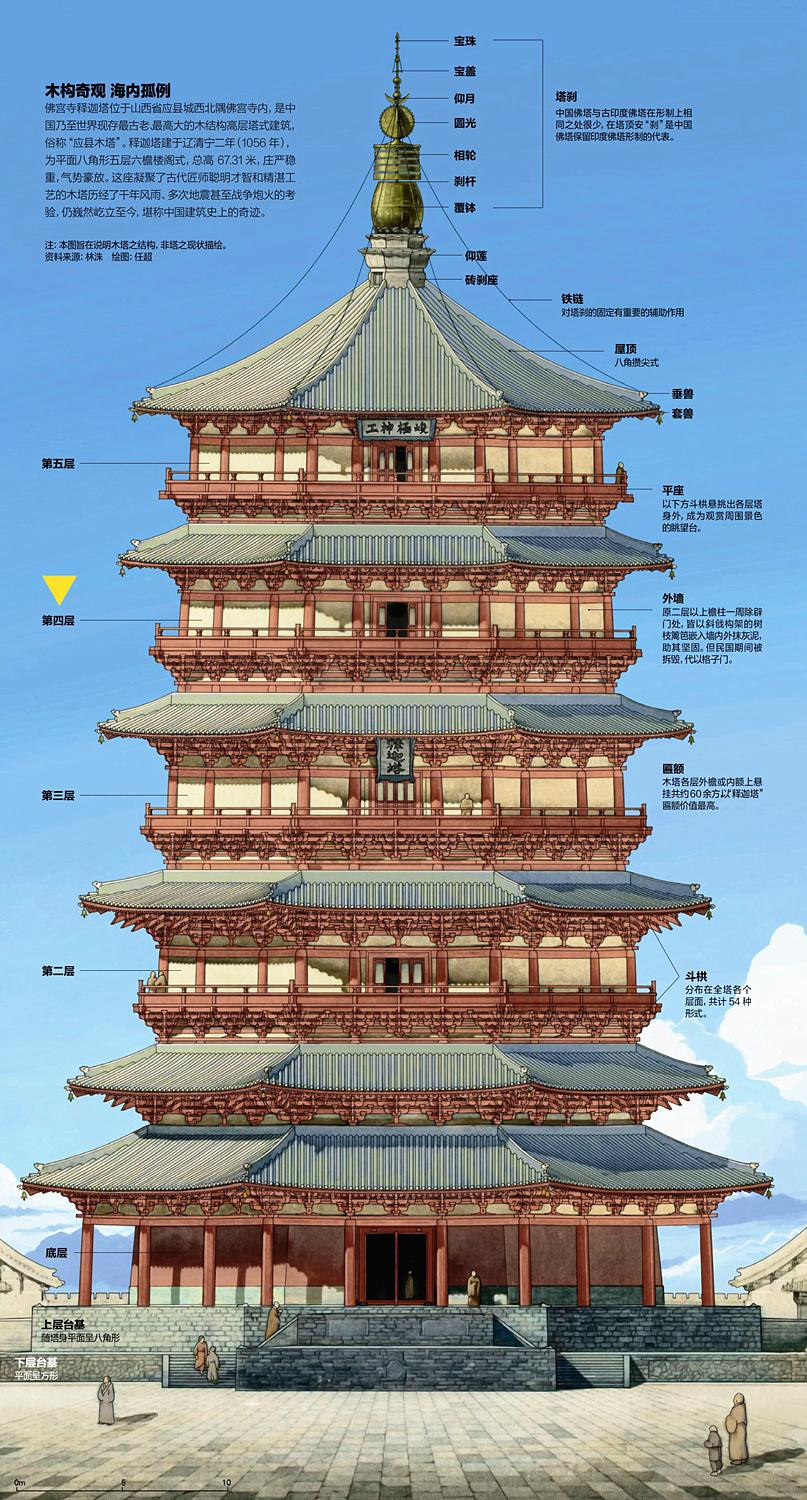 木构奇观 海内孤例
佛宫寺释迦塔位于山西省应县城西北隅佛宫寺内，是中
国乃至世界现存最古老、最高大的木结构高层塔式建筑，
俗称“应县木塔”。释迦塔建于辽清宁二年（1056 年），
为平面八角形五层六檐楼阁式，总高 67.31 米，庄严稳
重，气势豪放。这座凝聚了古代匠师聪明才智和精湛工
艺的木塔历经了千年风雨、多次地震甚至战争炮火的考
验，仍巍然屹立至今，堪称中国建筑史上的奇迹。
注：本图旨在说明木塔之结构，非塔之现状描绘。
资料来源：林洙　绘图：任超
宝珠
宝盖
仰月
圆光
相轮
刹杆
覆钵
塔刹
中国佛塔与古印度佛塔在形制上相
同之处很少，在塔顶安“刹”是中国
佛塔保留印度佛塔形制的代表。
仰莲
砖刹座
铁链
对塔刹的固定有重要的辅助作用
屋顶
八角攒尖式
垂兽
套兽
工神極峻
第五层
平座
以下方斗栱悬挑出各层塔
身外，成为观赏周围景色
的眺望台。
第四层
外墙
原二层以上檐柱一周除辟
门处，皆以斜戗构架的树
枝篱笆嵌入墙内外抹灰泥，
助其坚固。但民国期间被
拆毁，代以格子门。
釋迦塔
第三层
匾额
木塔各层外檐或内额上悬
挂共约60余方，以“释迦塔”
匾额价值最高。
第二层
斗栱
分布在全塔各个
层面，共计 54 种
形式。
底层
上层台基
随塔身平面呈八角形
下层台基
平面呈方形
0m 5 10